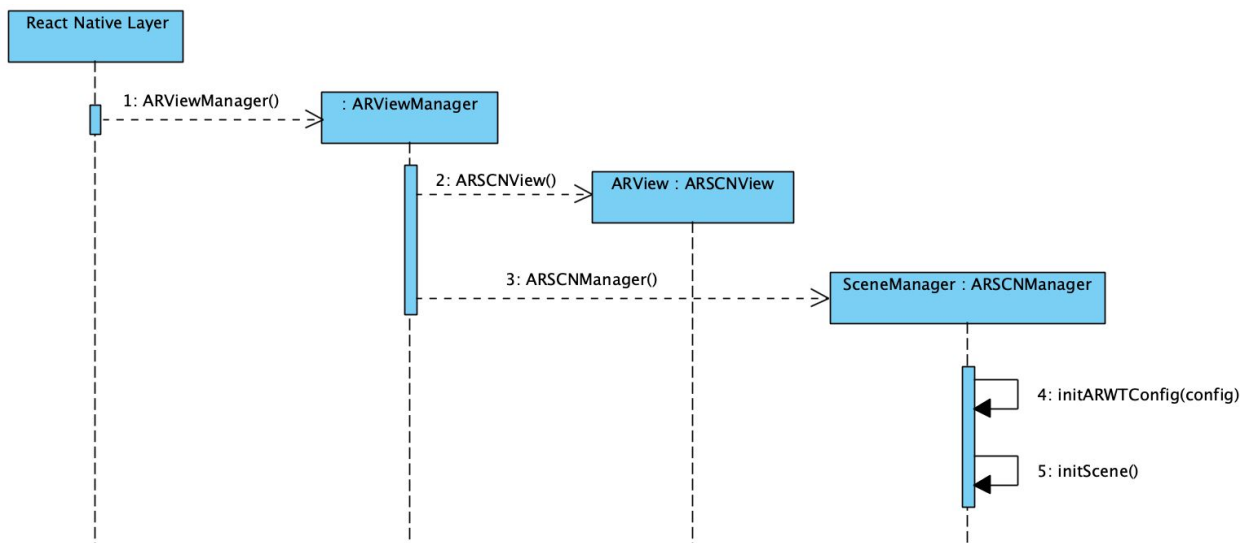 React Native Layer
1: ARViewManager()
: ARViewManager
2: ARSCNView()
ARView : ARSCNView
3: ARSCNManager()
SceneManager : ARSCNManager
4: initARWTConfig(config)
5: initScene()